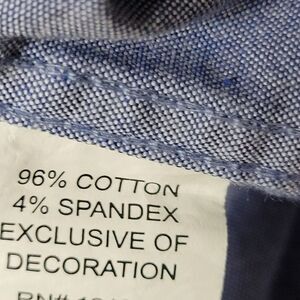 96% COTTON
4% SPANDEX
EXCLUSIVE OF
DECORATION